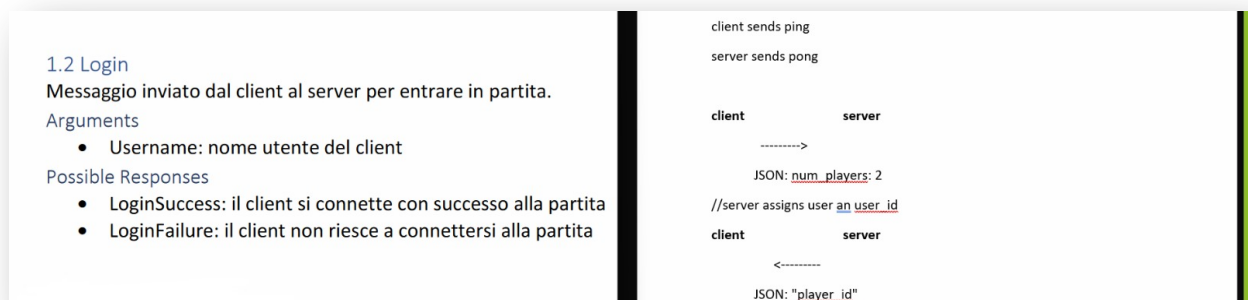 1.2 Login
Messaggio inviato dal client al server per entrare in partita.
Arguments
• Username: nome utente del client
Possible Responses
• LoginSuccess: il client si connette con successo alla partita
• LoginFailure: il client non riesce a connettersi alla partita
client sends ping
server sends pong
client server
--------->
JSON: num_players: 2
//server assigns user an user_id
client server
<---------
JSON: "player_id"